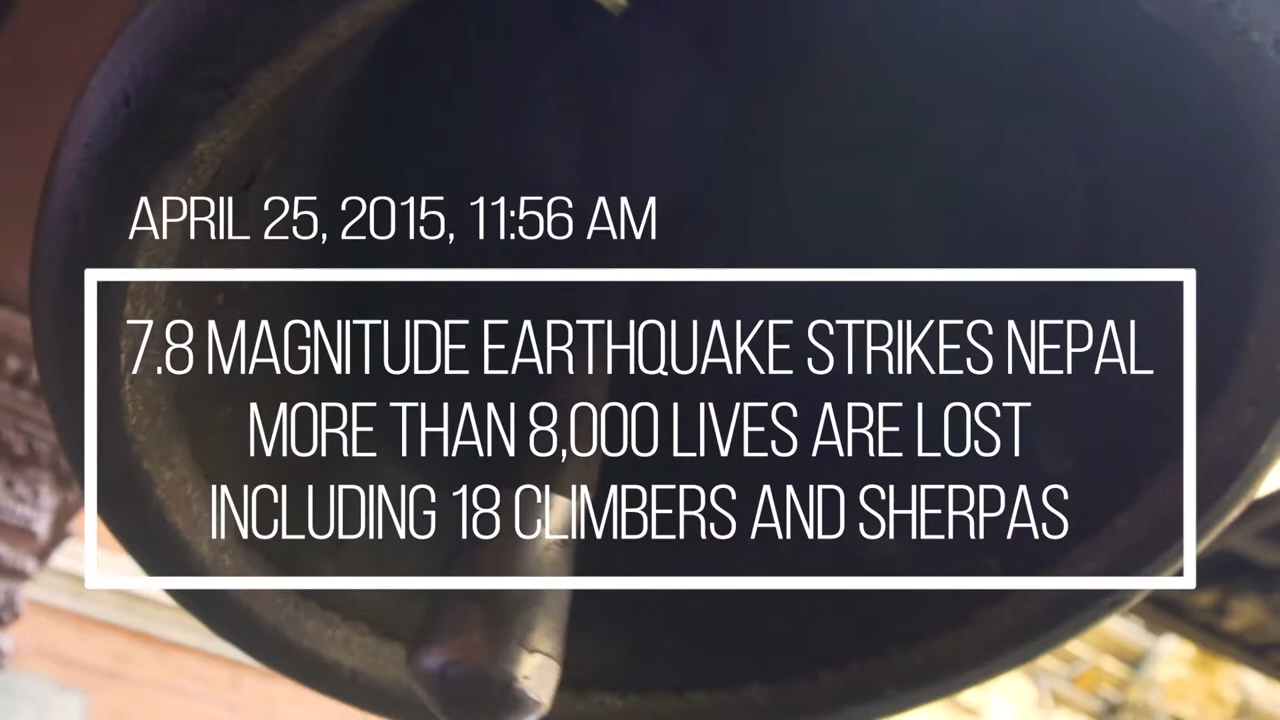 APRIL 25, 2015, 11:56 AM
7.8 MAGNITUDE EARTHQUAKE STRIKES NEPAL
MORE THAN 8,000 LIVES ARE LOST
INCLUDING 18 CLIMBERS AND SHERPAS